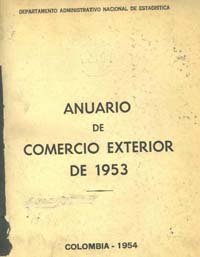 DEPARTAMENTO ADMINISTRATIVO NACIONAL DE ESTADISTICA
ANUARIO
DE
COMERCIO EXTERIOR
DE 1953
COLOMBIA - 1954